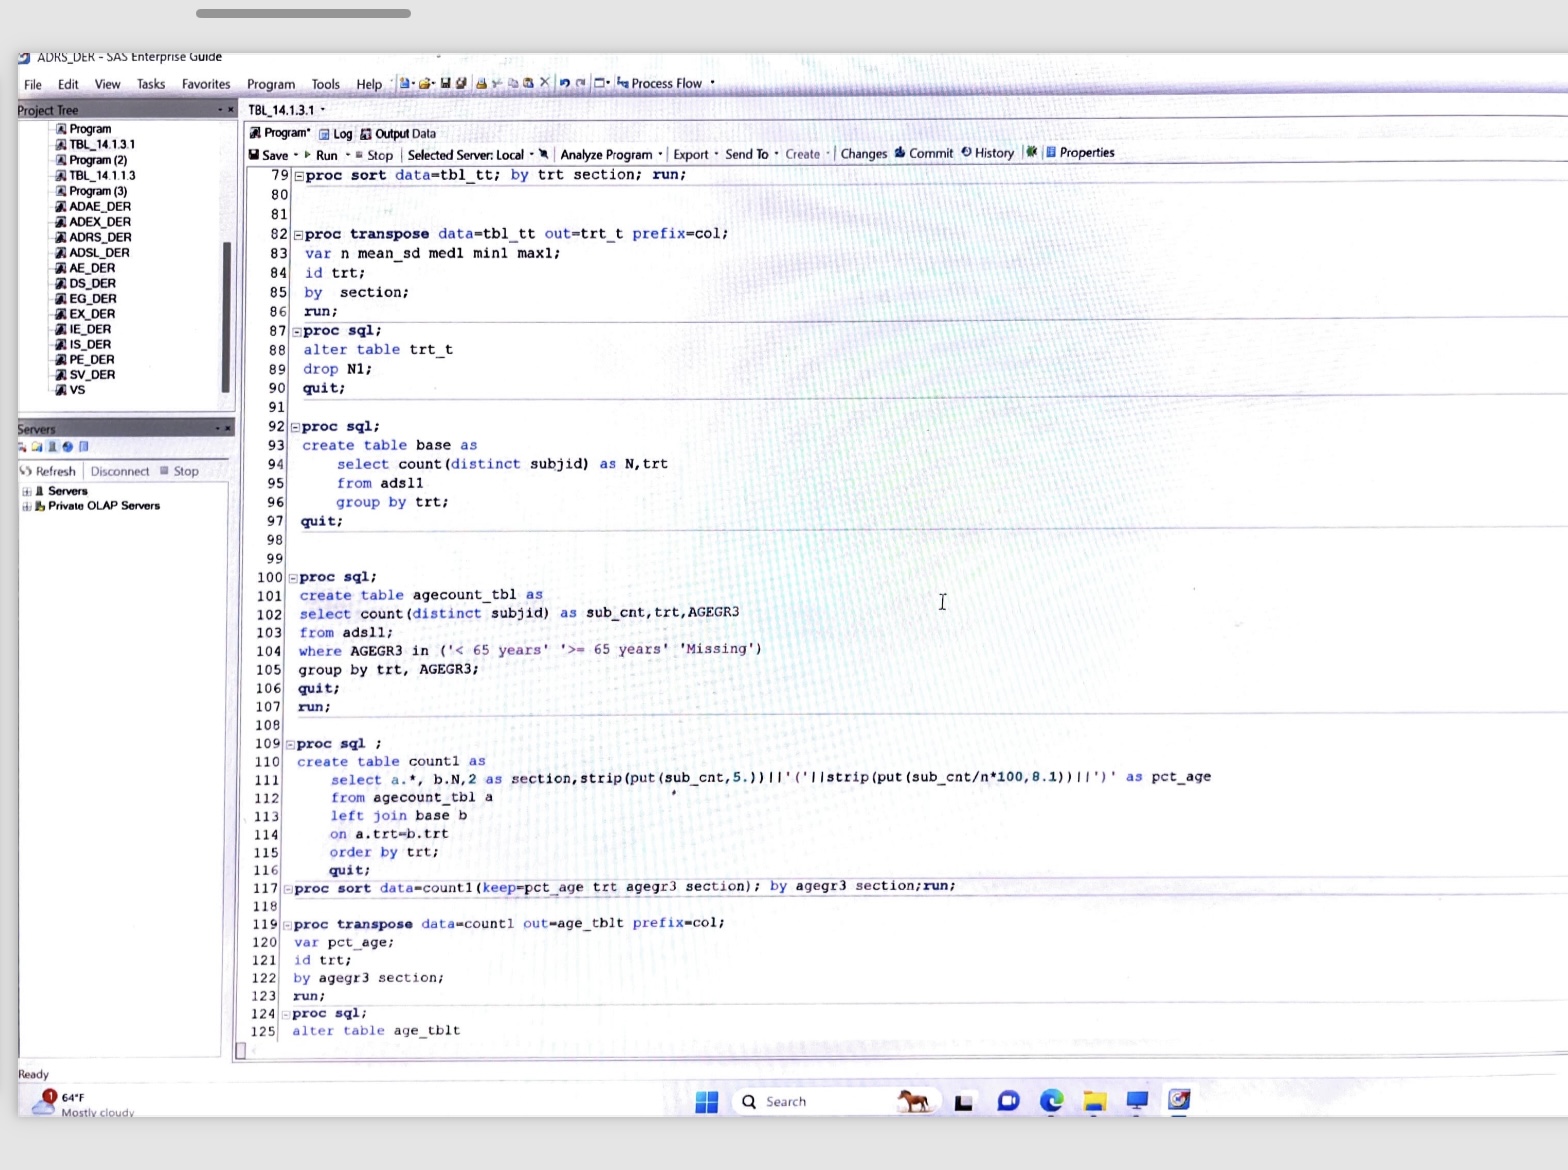 ADRS_DER - SAS Enterprise Guide
File Edit View Tasks Favorites Program Tools Help Process Flow
Project Tree
Program
TBL_14.1.3.1
Program (2)
TBL_14.1.1.3
Program (3)
ADAE_DER
ADEX_DER
ADRS_DER
ADSL_DER
AE_DER
DS_DER
EG_DER
EX_DER
IE_DER
IS_DER
PE_DER
SV_DER
VS
Servers
Refresh Disconnect Stop
Servers
Private OLAP Servers
TBL_14.1.3.1
Program* Log Output Data
Save Run Stop Selected Server: Local Analyze Program Export Send To Create Changes Commit History Properties
79 proc sort data=tbl_tt; by trt section; run;
80
81
82 proc transpose data=tbl_tt out=trt_t prefix=col;
83 var n mean_sd med1 min1 max1;
84 id trt;
85 by section;
86 run;
87 proc sql;
88 alter table trt_t
89 drop N1;
90 quit;
91
92 proc sql;
93 create table base as
94 select count(distinct subjid) as N,trt
95 from adsl1
96 group by trt;
97 quit;
98
99
100 proc sql;
101 create table agecount_tbl as
102 select count(distinct subjid) as sub_cnt,trt,AGEGR3
103 from adsl1;
104 where AGEGR3 in ('< 65 years' '>= 65 years' 'Missing')
105 group by trt, AGEGR3;
106 quit;
107 run;
108
109 proc sql ;
110 create table count1 as
111 select a.*, b.N,2 as section,strip(put(sub_cnt,5.))||'('||strip(put(sub_cnt/n*100,8.1))||')' as pct_age
112 from agecount_tbl a
113 left join base b
114 on a.trt=b.trt
115 order by trt;
116 quit;
117 proc sort data=count1(keep=pct_age trt agegr3 section); by agegr3 section;run;
118
119 proc transpose data=count1 out=age_tblt prefix=col;
120 var pct_age;
121 id trt;
122 by agegr3 section;
123 run;
124 proc sql;
125 alter table age_tblt
Ready
1
64°F
Mostly cloudy
Search